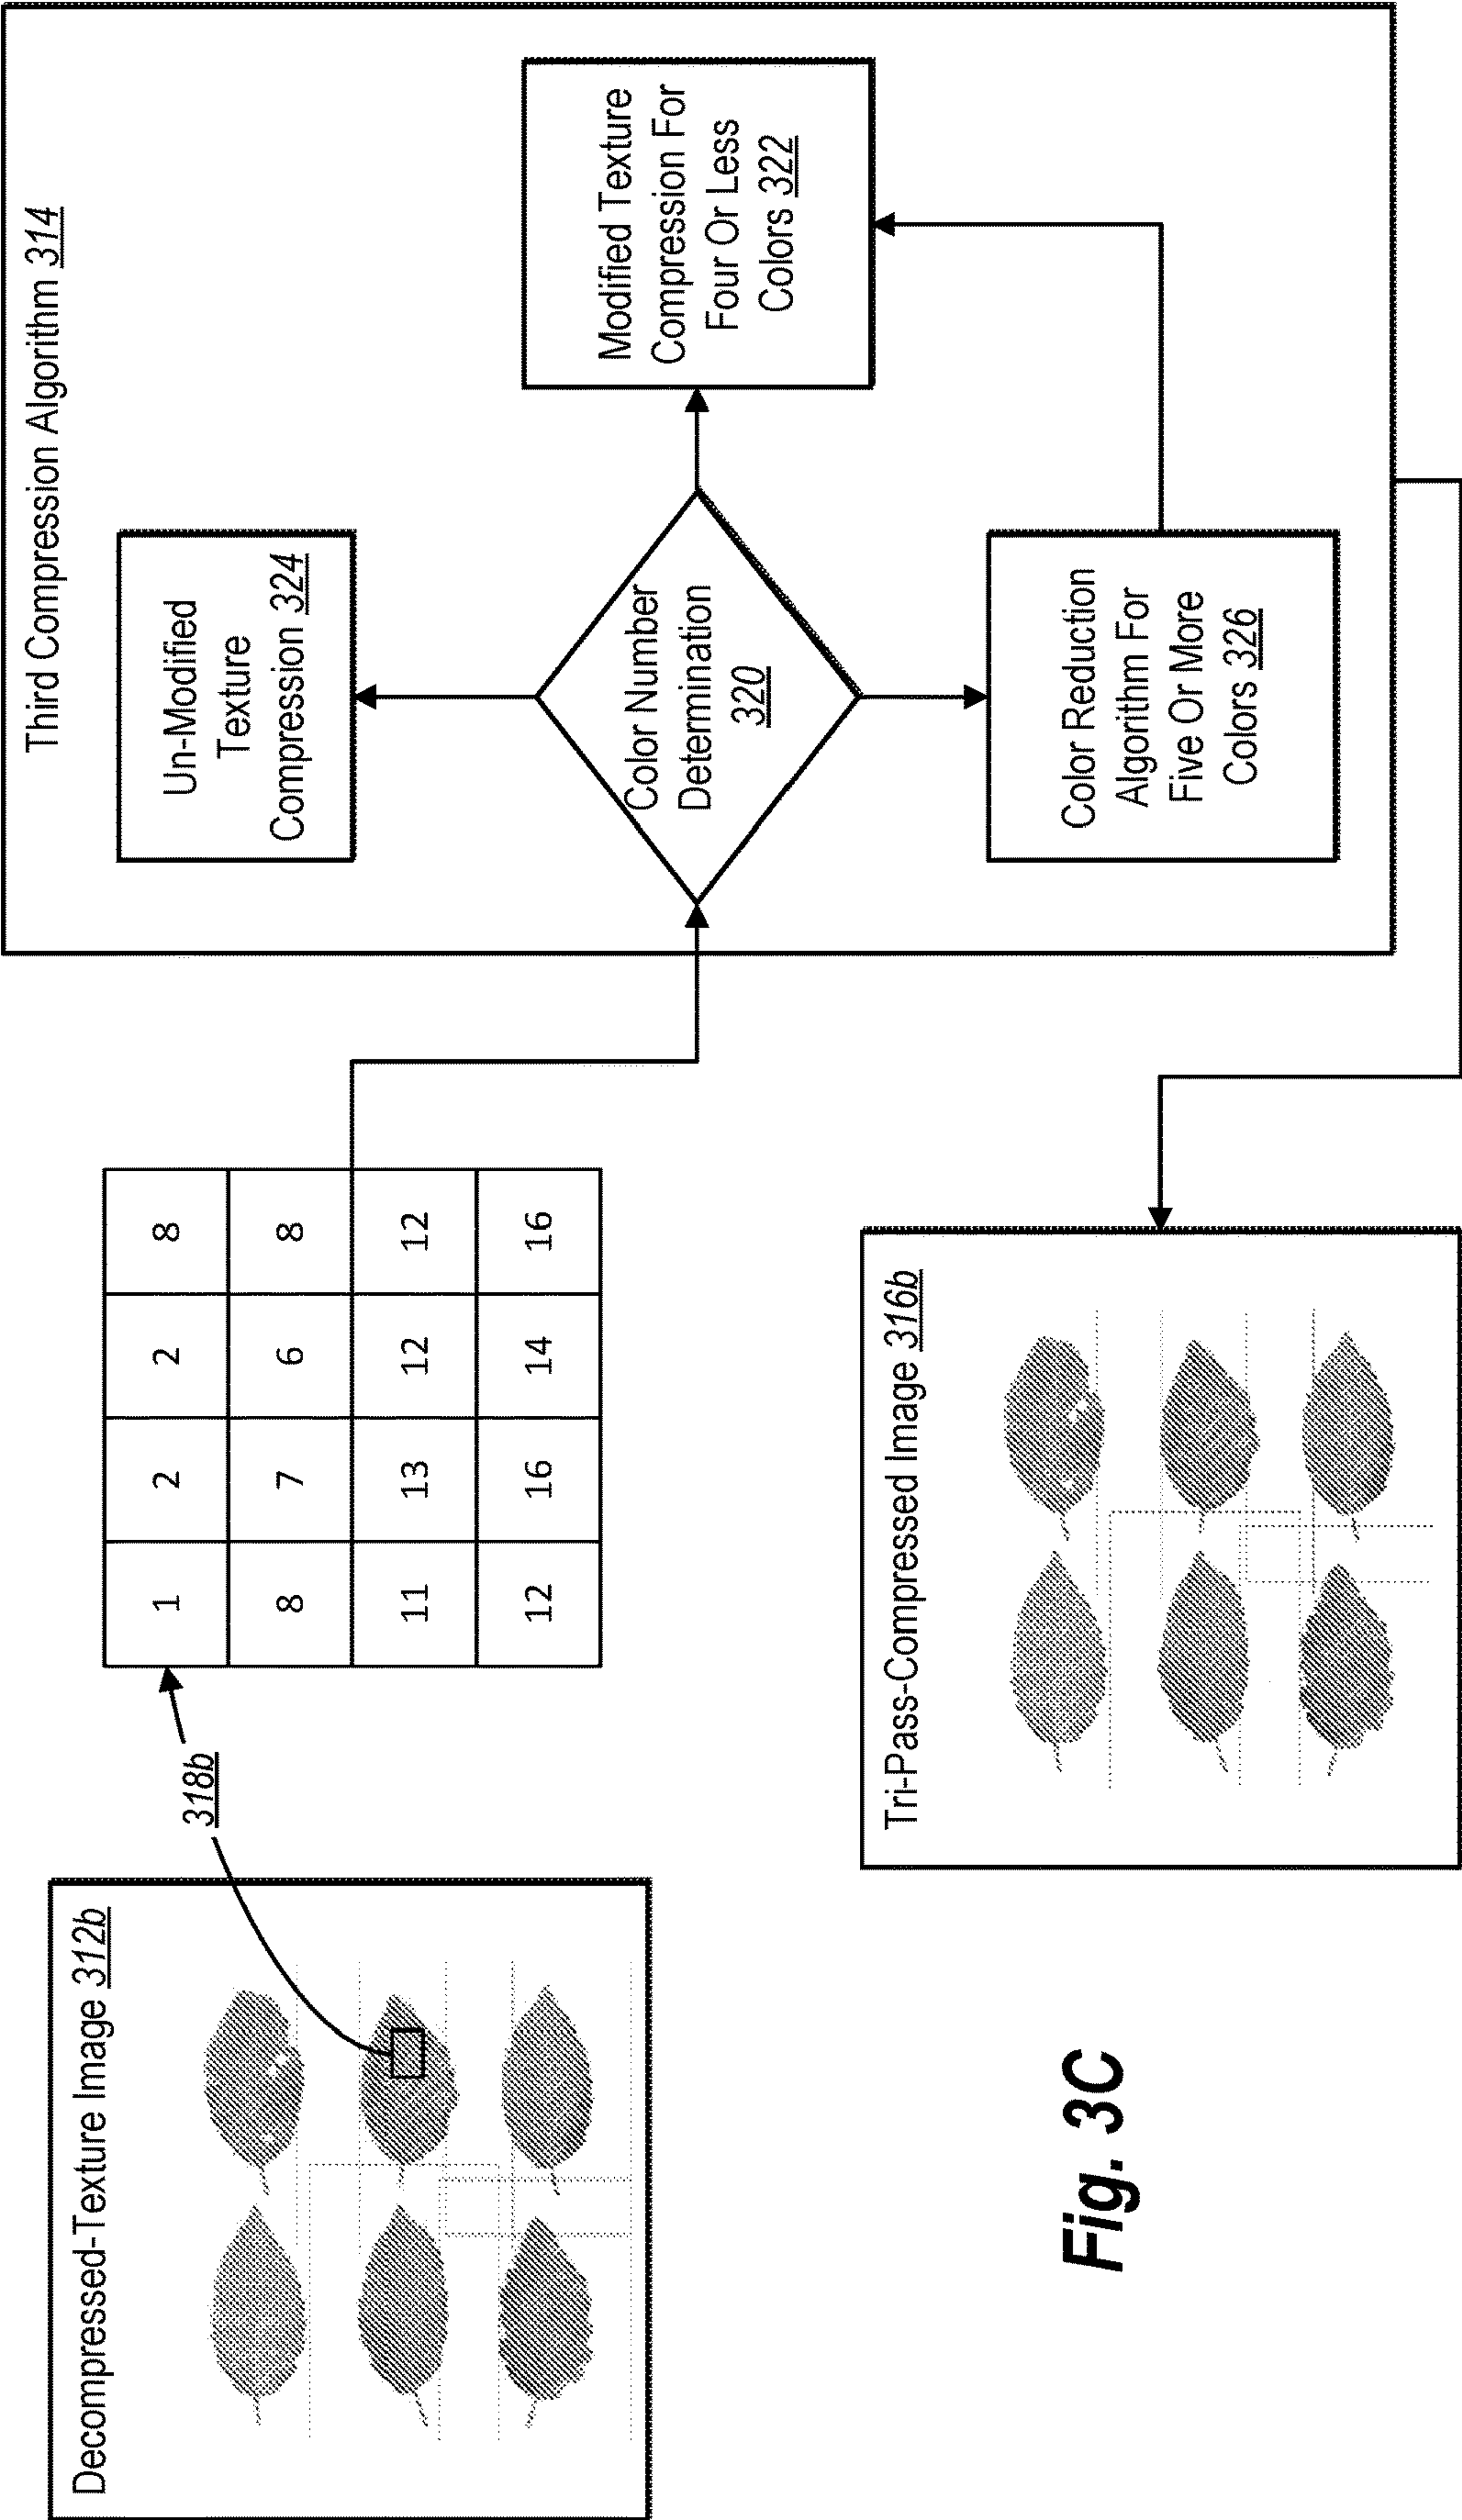 Decompressed-Texture Image 312b
318b
1 2 2 8
8 7 6 8
11 13 12 12
12 16 14 16
Third Compression Algorithm 314
Un-Modified
Texture
Compression 324
Color Number
Determination
320
Modified Texture
Compression For
Four Or Less
Colors 322
Color Reduction
Algorithm For
Five Or More
Colors 326
Tri-Pass-Compressed Image 316b
Fig. 3C